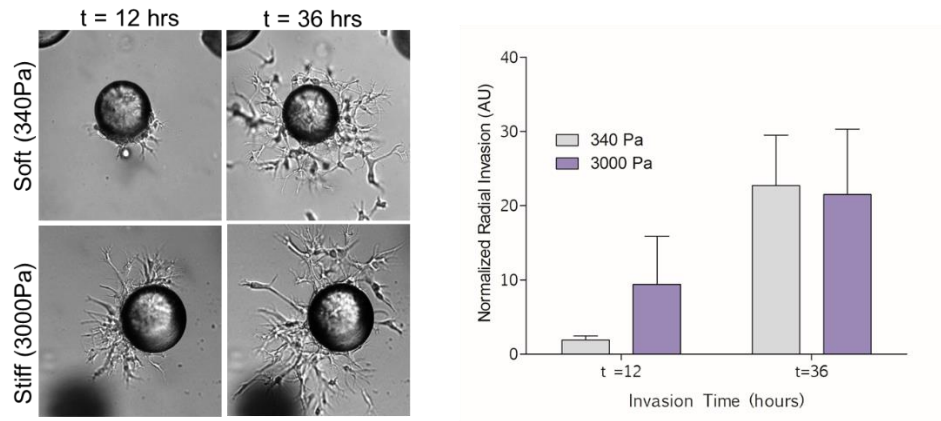 t = 12 hrs
t = 36 hrs
Soft (340Pa)
Stiff (3000Pa)
Normalized Radial Invasion (AU)
40
30
20
10
0
340 Pa
3000 Pa
t =12
t=36
Invasion Time (hours)